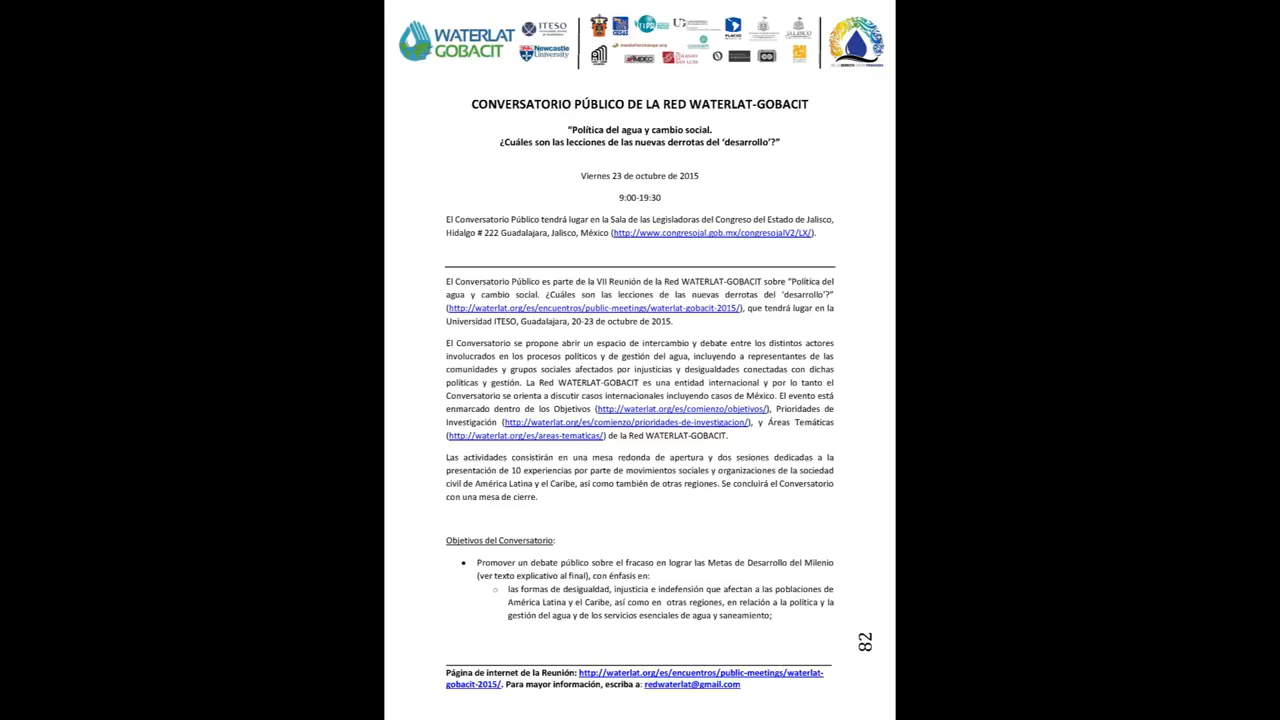 WATERLAT
GOBACIT
ITESO
Newcastle
University
CONVERSATORIO PÚBLICO DE LA RED WATERLAT-GOBACIT
“Política del agua y cambio social.
¿Cuáles son las lecciones de las nuevas derrotas del ‘desarrollo’?”
Viernes 23 de octubre de 2015
9:00-19:30
El Conversatorio Público tendrá lugar en la Sala de las Legisladoras del Congreso del Estado de Jalisco,
Hidalgo # 222 Guadalajara, Jalisco, México (http://www.congresojal.gob.mx/congresojalV2/LX/).
El Conversatorio Público es parte de la VII Reunión de la Red WATERLAT-GOBACIT sobre “Política del
agua y cambio social. ¿Cuáles son las lecciones de las nuevas derrotas del ‘desarrollo’?”
(http://waterlat.org/es/encuentros/public-meetings/waterlat-gobacit-2015/), que tendrá lugar en la
Universidad ITESO, Guadalajara, 20-23 de octubre de 2015.
El Conversatorio se propone abrir un espacio de intercambio y debate entre los distintos actores
involucrados en los procesos políticos y de gestión del agua, incluyendo a representantes de las
comunidades y grupos sociales afectados por injusticias y desigualdades conectadas con dichas
políticas y gestión. La Red WATERLAT-GOBACIT es una entidad internacional y por lo tanto el
Conversatorio se orienta a discutir casos internacionales incluyendo casos de México. El evento está
enmarcado dentro de los Objetivos (http://waterlat.org/es/comienzo/objetivos/), Prioridades de
Investigación (http://waterlat.org/es/comienzo/prioridades-de-investigacion/), y Áreas Temáticas
(http://waterlat.org/es/areas-tematicas/) de la Red WATERLAT-GOBACIT.
Las actividades consistirán en una mesa redonda de apertura y dos sesiones dedicadas a la
presentación de 10 experiencias por parte de movimientos sociales y organizaciones de la sociedad
civil de América Latina y el Caribe, así como también de otras regiones. Se concluirá el Conversatorio
con una mesa de cierre.
Objetivos del Conversatorio:
• Promover un debate público sobre el fracaso en lograr las Metas de Desarrollo del Milenio
(ver texto explicativo al final), con énfasis en:
○ las formas de desigualdad, injusticia e indefensión que afectan a las poblaciones de
América Latina y el Caribe, así como en otras regiones, en relación a la política y la
gestión del agua y de los servicios esenciales de agua y saneamiento;
82
Página de internet de la Reunión: http://waterlat.org/es/encuentros/public-meetings/waterlat-
gobacit-2015/. Para mayor información, escriba a: redwaterlat@gmail.com